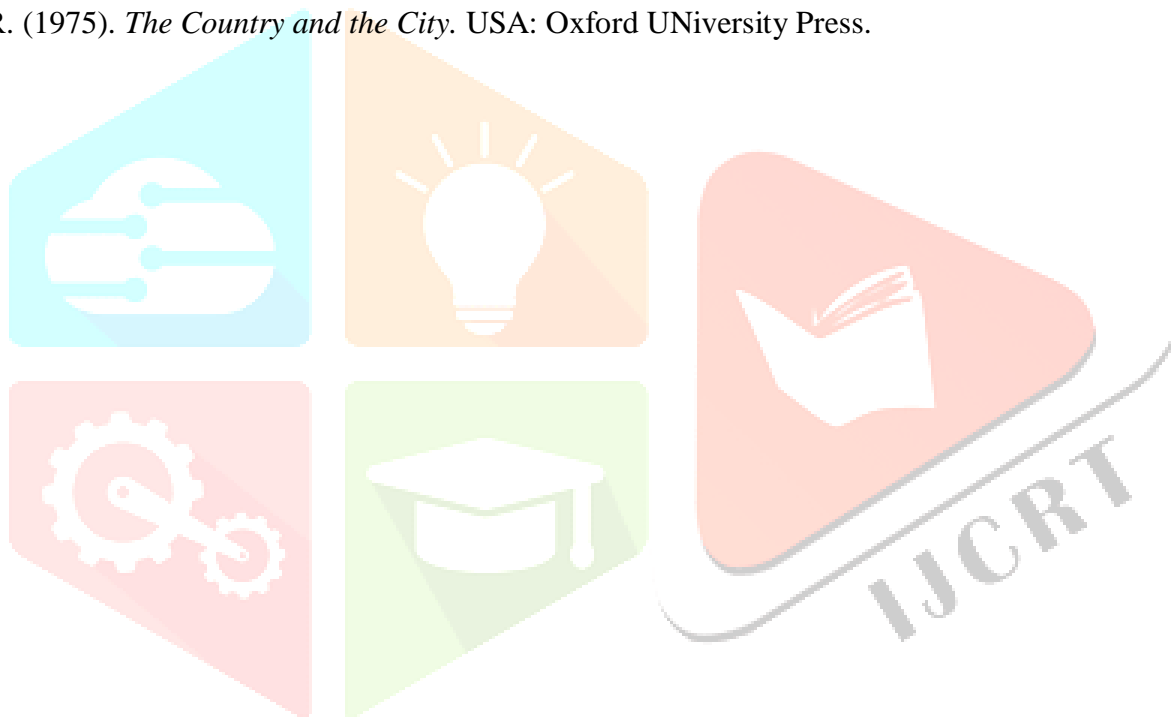 R. (1975). The Country and the City. USA: Oxford UNiversity Press.
IJCRT